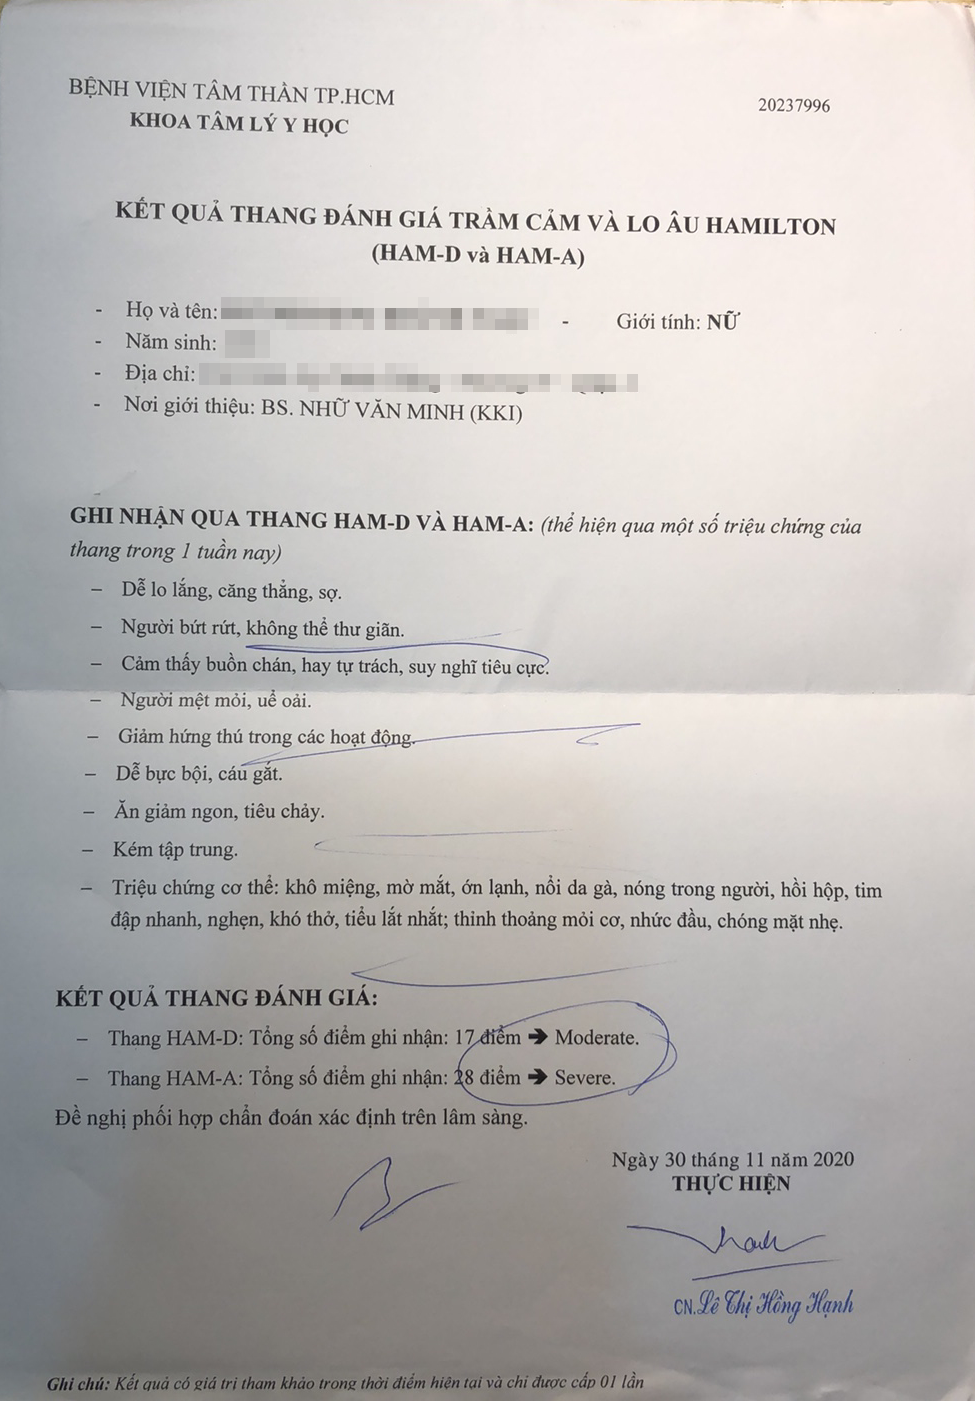 BỆNH VIỆN TÂM THẦN TP.HCM
20237996
KHOA TÂM LÝ Y HỌC
KẾT QUẢ THANG ĐÁNH GIÁ TRẦM CẢM VÀ LO ÂU HAMILTON
(HAM-D và HAM-A)
- Họ và tên: - Giới tính: NỮ
- Năm sinh:
- Địa chỉ:
- Nơi giới thiệu: BS. NHỮ VĂN MINH (KKI)
GHI NHẬN QUA THANG HAM-D VÀ HAM-A: (thể hiện qua một số triệu chứng của
thang trong 1 tuần nay)
– Dễ lo lắng, căng thẳng, sợ.
– Người bứt rứt, không thể thư giãn.
– Cảm thấy buồn chán, hay tự trách, suy nghĩ tiêu cực.
– Người mệt mỏi, uể oải.
– Giảm hứng thú trong các hoạt động.
– Dễ bực bội, cáu gắt.
– Ăn giảm ngon, tiêu chảy.
– Kém tập trung.
– Triệu chứng cơ thể: khô miệng, mờ mắt, ớn lạnh, nổi da gà, nóng trong người, hồi hộp, tim
đập nhanh, nghẹn, khó thở, tiểu lắt nhắt; thỉnh thoảng mỏi cơ, nhức đầu, chóng mặt nhẹ.
KẾT QUẢ THANG ĐÁNH GIÁ:
– Thang HAM-D: Tổng số điểm ghi nhận: 17 điểm ➔ Moderate.
– Thang HAM-A: Tổng số điểm ghi nhận: 28 điểm ➔ Severe.
Đề nghị phối hợp chẩn đoán xác định trên lâm sàng.
Ngày 30 tháng 11 năm 2020
THỰC HIỆN
CN.Lê Thị Hồng Hạnh
Ghi chú: Kết quả có giá trị tham khảo trong thời điểm hiện tại và chỉ được cấp 01 lần